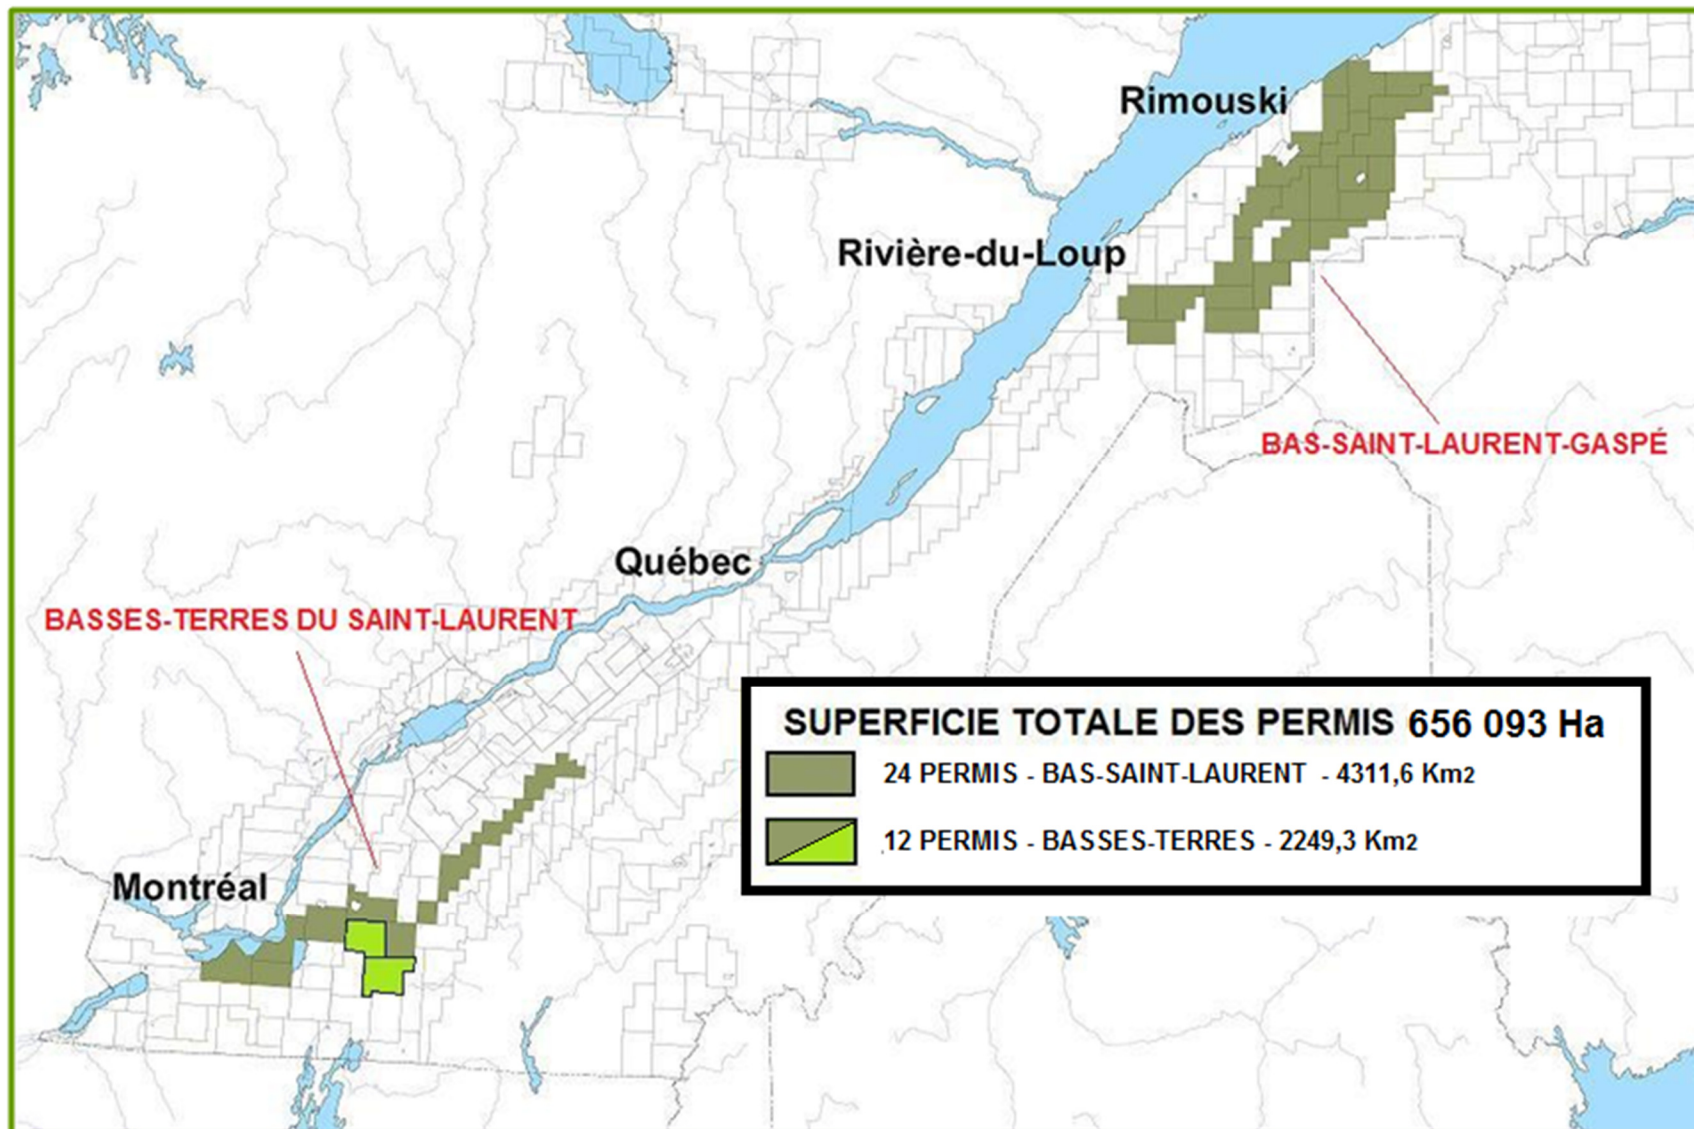 Rimouski
Rivière-du-Loup
BAS-SAINT-LAURENT-GASPÉ
Québec
BASSES-TERRES DU SAINT-LAURENT
SUPERFICIE TOTALE DES PERMIS 656 093 Ha
24 PERMIS - BAS-SAINT-LAURENT - 4311,6 Km2
12 PERMIS - BASSES-TERRES - 2249,3 Km2
Montréal